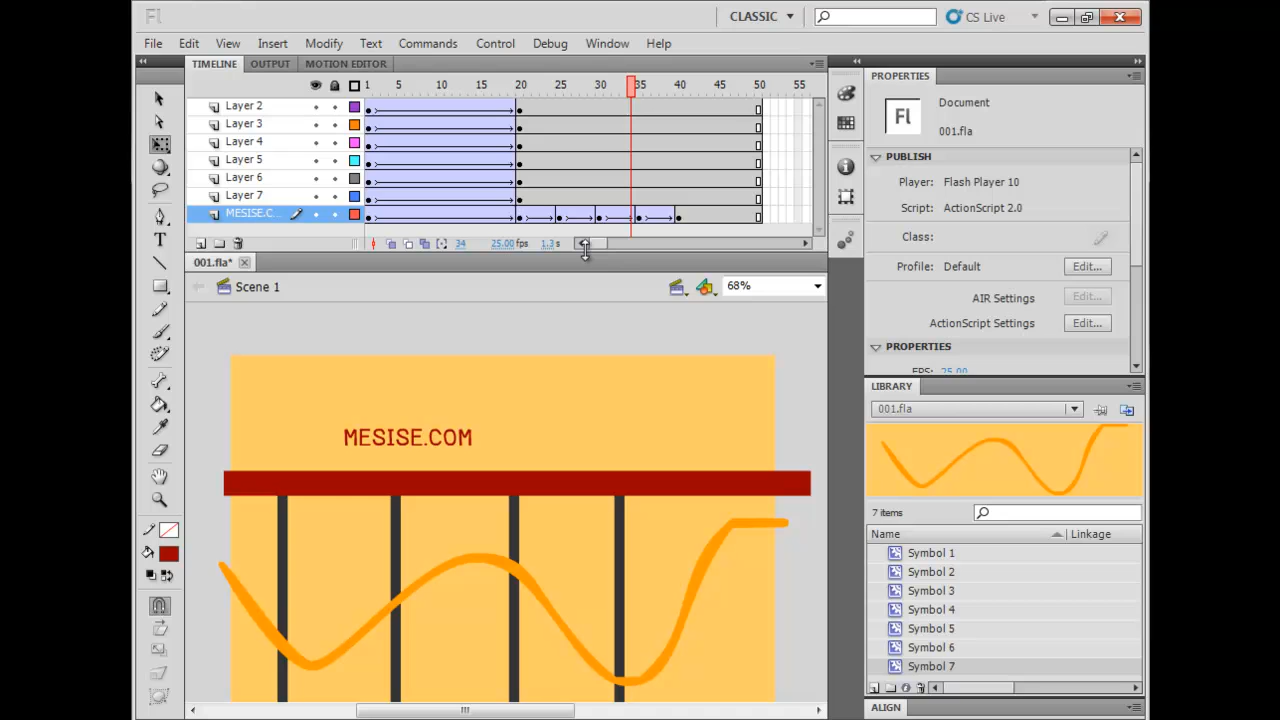 Fl CLASSIC CS Live
File Edit View Insert Modify Text Commands Control Debug Window Help
TIMELINE OUTPUT MOTION EDITOR
1 5 10 15 20 25 30 35 40 45 50 55
Layer 2
Layer 3
Layer 4
Layer 5
Layer 6
Layer 7
MESISE.C...
34 25.00 fps 1.3 s
001.fla*
Scene 1 68%
MESISE.COM
PROPERTIES
Fl
Document
001.fla
PUBLISH
Player: Flash Player 10
Script: ActionScript 2.0
Class:
Profile: Default Edit...
AIR Settings Edit...
ActionScript Settings Edit...
PROPERTIES
FPS: 25.00
LIBRARY
001.fla
7 items
Name Linkage
Symbol 1
Symbol 2
Symbol 3
Symbol 4
Symbol 5
Symbol 6
Symbol 7
ALIGN